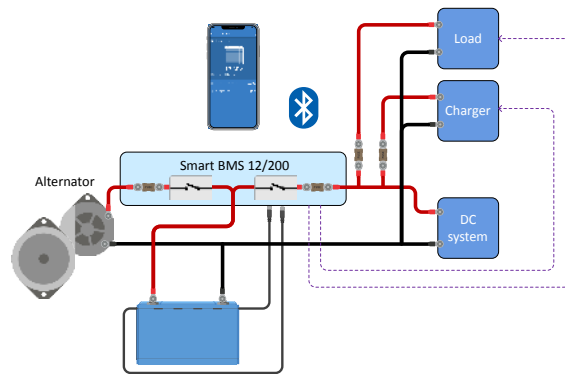 Load
Charger
Smart BMS 12/200
Alternator
DC
system